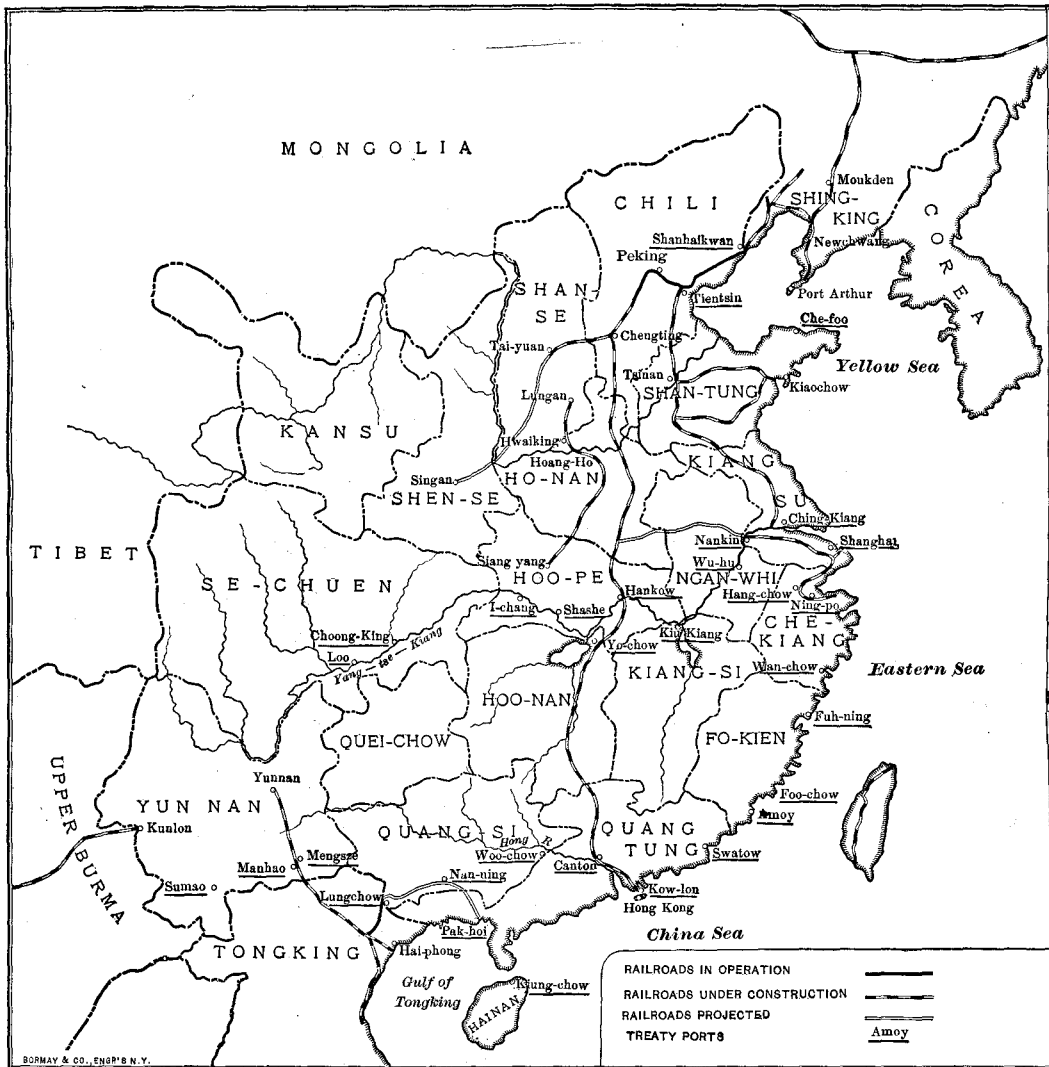 MONGOLIA
CHILI
Moukden
SHING-
KING
COREA
Shanhaikwan
Newchwang
Peking
SHAN-
SE
Tientsin
Port Arthur
Che-foo
Chengting
Tai-yuan
Yellow Sea
Tsinan
Kiaochow
SHAN-TUNG
Lungan
KANSU
Hwaiking
Hoang-Ho
KIANG
SU
Singan
HO-NAN
SHEN-SE
Ching-Kiang
Nankin
Shanghai
TIBET
Siang yang
Wu-hu
SE-CHUEN
HOO-PE
NGAN-WHI
Hang-chow
I-chang
Shashe
Hankow
Ning-po
CHE-
KIANG
Choong-King
Kiu Kiang
Yo-chow
Loo
Yang-tse-Kiang
KIANG-SI
Wan-chow
Eastern Sea
HOO-NAN
Fuh-ning
QUEI-CHOW
FO-KIEN
UPPER BURMA
Yunnan
Foo-chow
YUN NAN
Amoy
Kunlon
QUANG-SI
Hong R.
QUANG
TUNG
Mengsze
Woo-chow
Canton
Swatow
Manhao
Nan-ning
Sumao
Lungchow
Kow-lon
Hong Kong
Pak-hoi
China Sea
TONGKING
Hai-phong
Gulf of
Tongking
Kiung-chow
HAINAN
RAILROADS IN OPERATION
RAILROADS UNDER CONSTRUCTION
RAILROADS PROJECTED
TREATY PORTS Amoy
BORMAY & CO., ENGR'S N.Y.